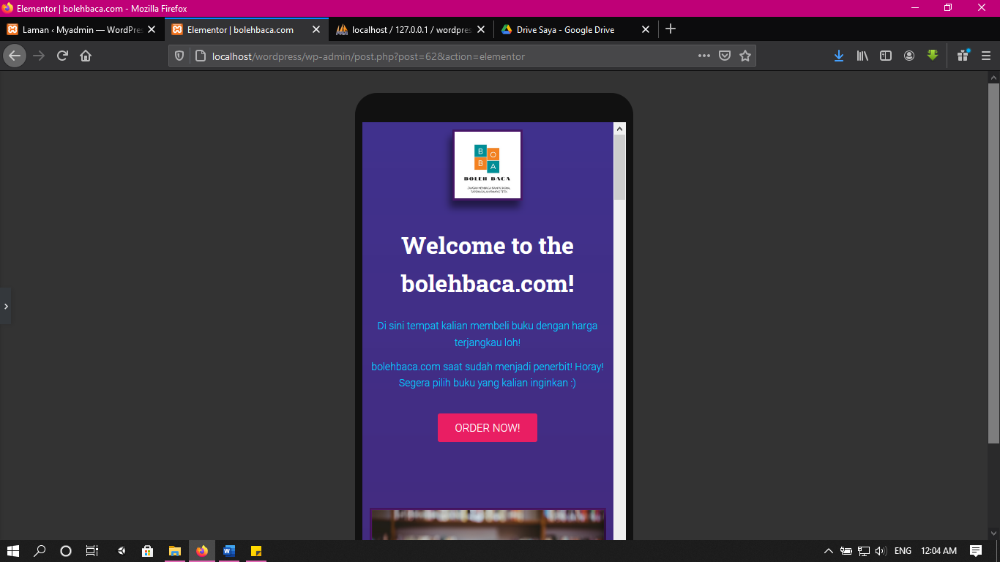 Elementor | bolehbaca.com - Mozilla Firefox
Laman ‹ Myadmin — WordPre
Elementor | bolehbaca.com
localhost / 127.0.0.1 / wordpres
Drive Saya - Google Drive
localhost/wordpress/wp-admin/post.php?post=62&action=elementor
B O
B A
BOLEH BACA
Welcome to the
bolehbaca.com!
Di sini tempat kalian membeli buku dengan harga
terjangkau loh!
bolehbaca.com saat sudah menjadi penerbit! Horay!
Segera pilih buku yang kalian inginkan :)
ORDER NOW!
ENG
12:04 AM